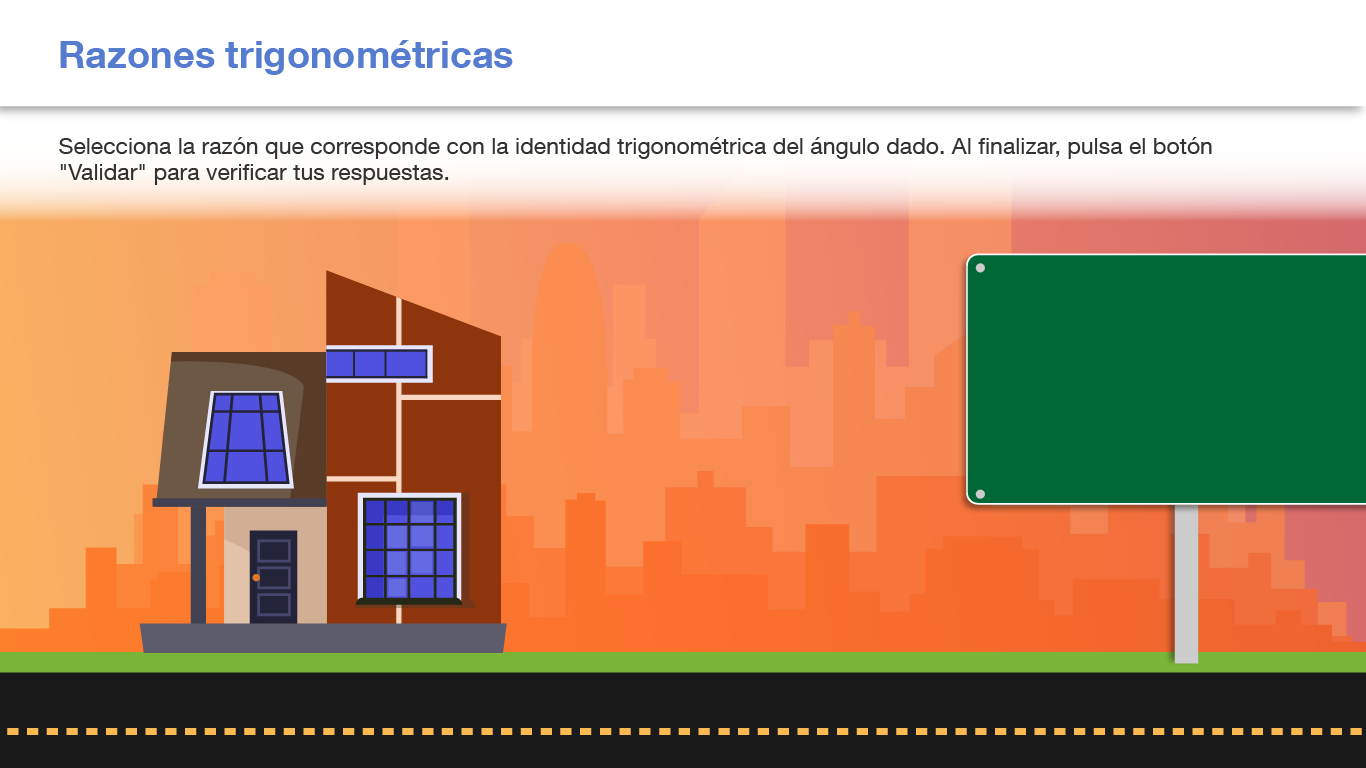 Razones trigonométricas
Selecciona la razón que corresponde con la identidad trigonométrica del ángulo dado. Al finalizar, pulsa el botón
"Validar" para verificar tus respuestas.